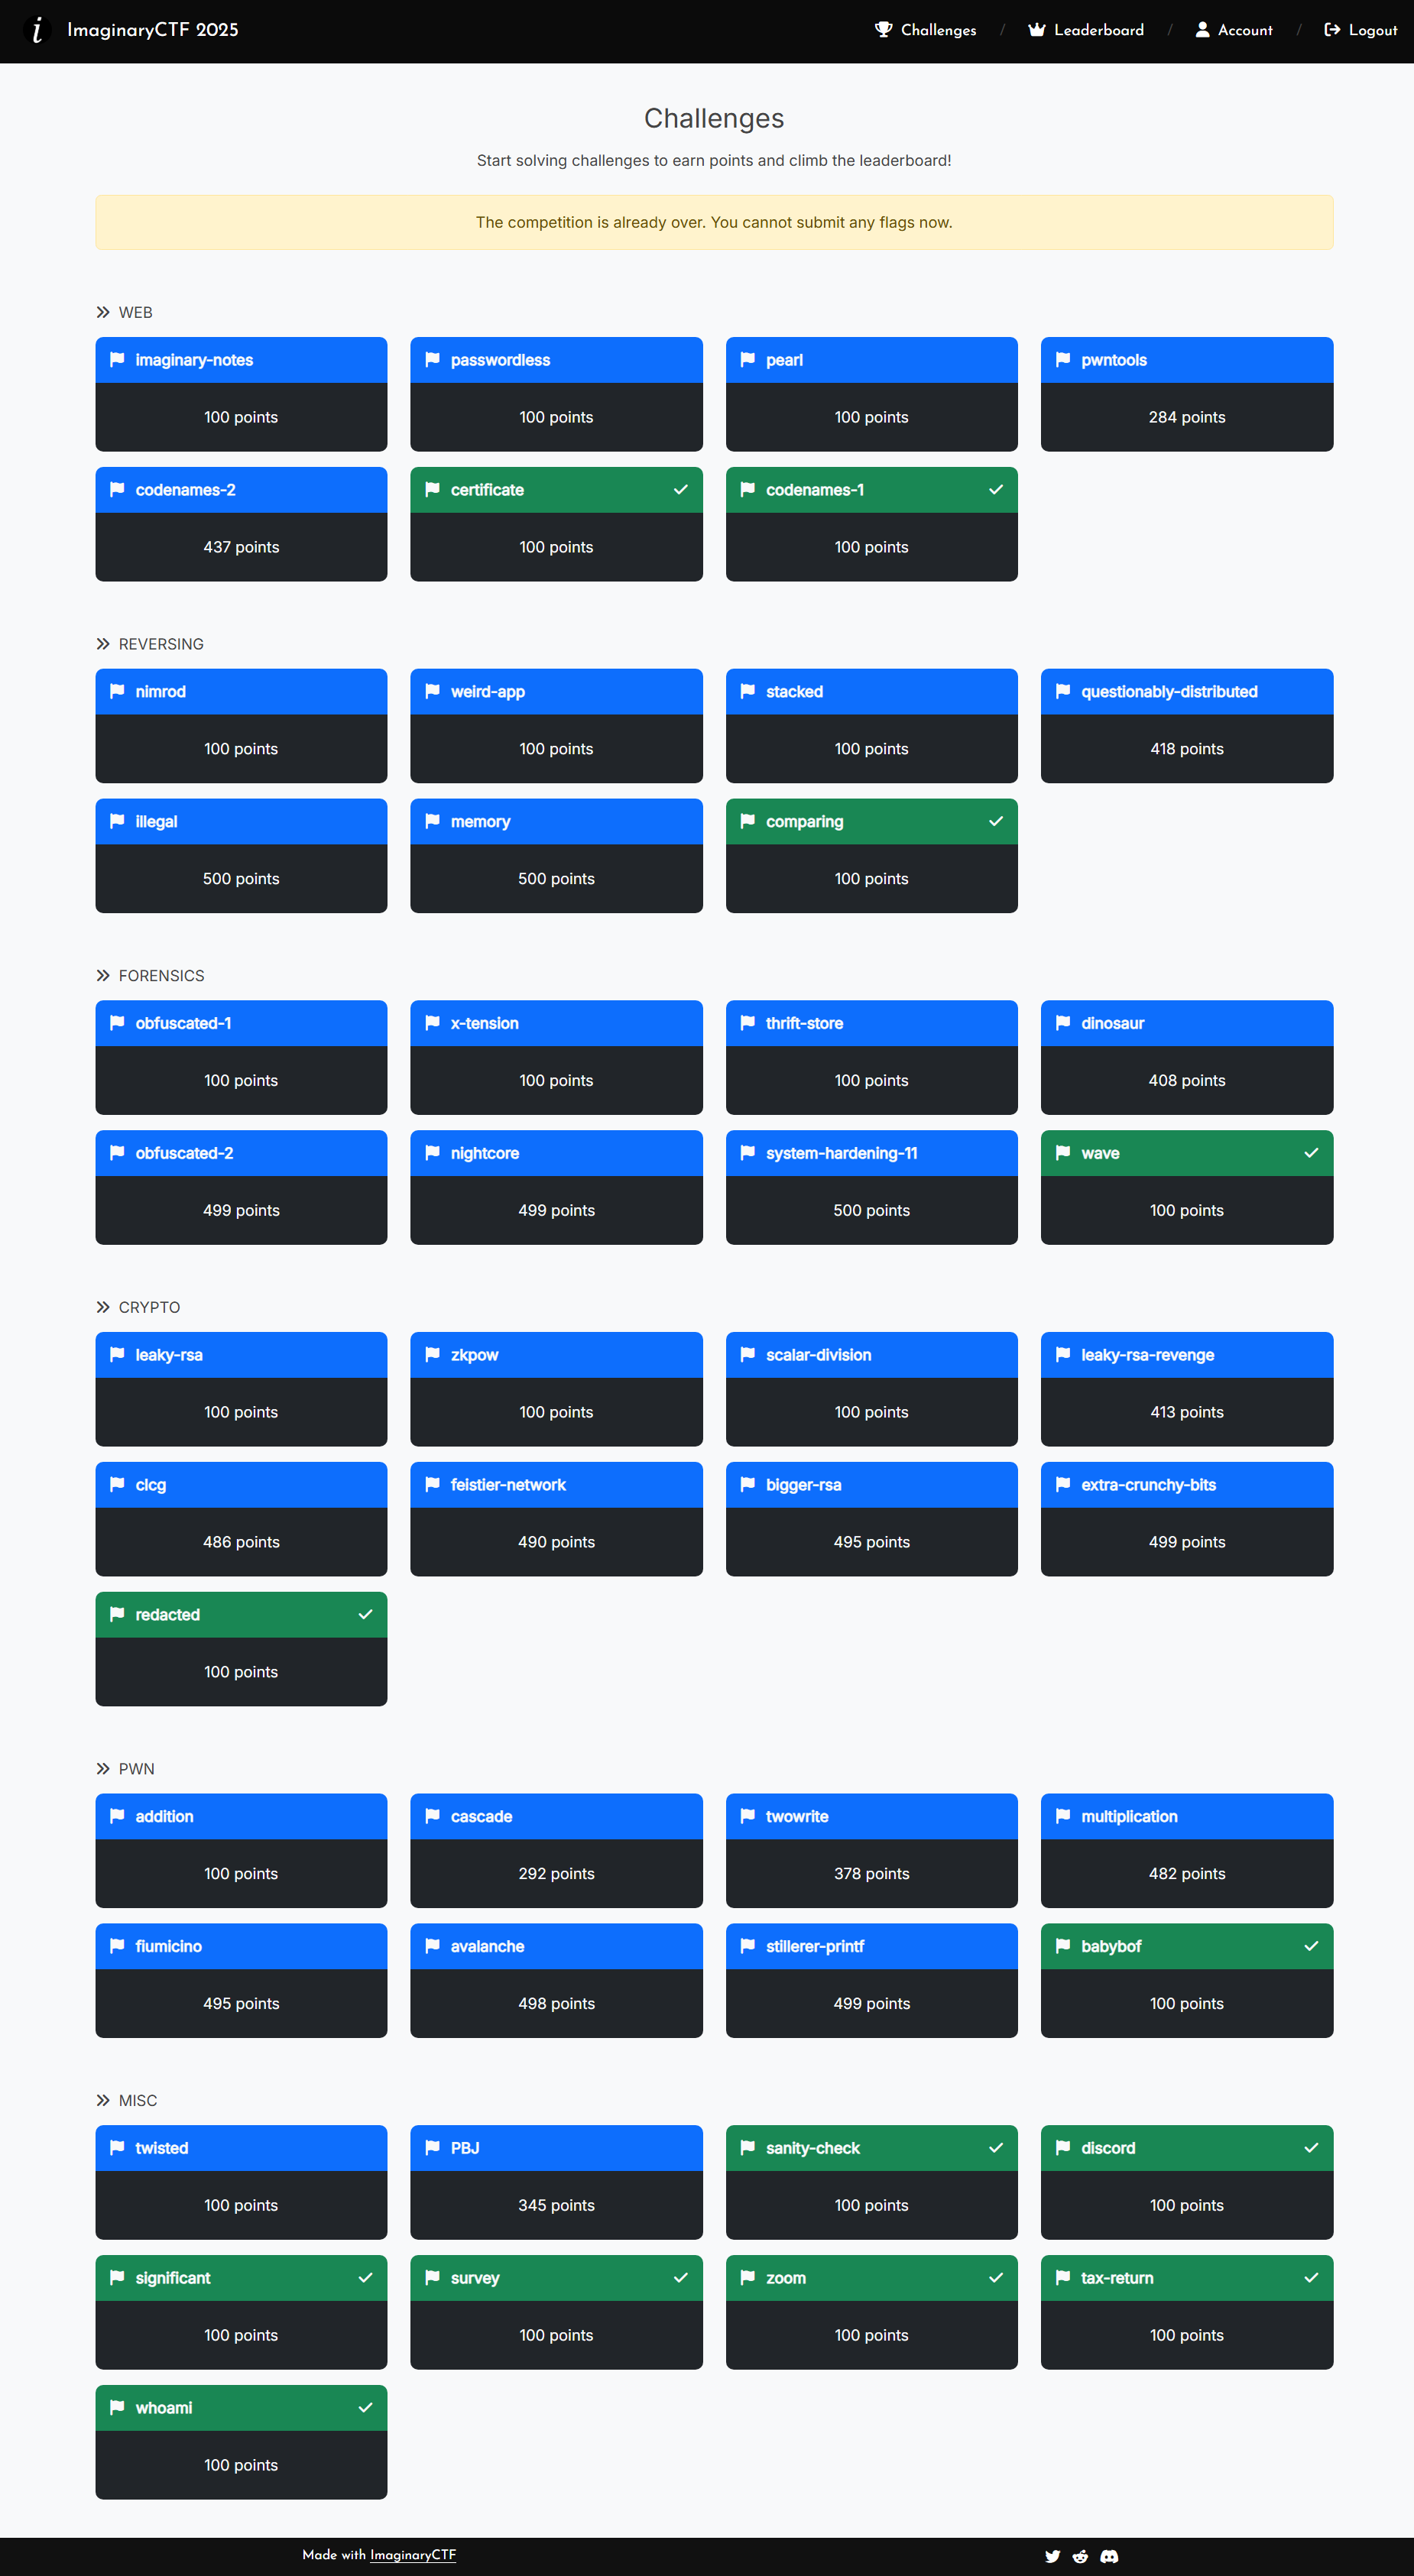 i ImaginaryCTF 2025 Challenges / Leaderboard / Account / Logout
Challenges
Start solving challenges to earn points and climb the leaderboard!
The competition is already over. You cannot submit any flags now.
WEB
imaginary-notes passwordless pearl pwntools
100 points 100 points 100 points 284 points
codenames-2 certificate codenames-1
437 points 100 points 100 points
REVERSING
nimrod weird-app stacked questionably-distributed
100 points 100 points 100 points 418 points
illegal memory comparing
500 points 500 points 100 points
FORENSICS
obfuscated-1 x-tension thrift-store dinosaur
100 points 100 points 100 points 408 points
obfuscated-2 nightcore system-hardening-11 wave
499 points 499 points 500 points 100 points
CRYPTO
leaky-rsa zkpow scalar-division leaky-rsa-revenge
100 points 100 points 100 points 413 points
clcg feistier-network bigger-rsa extra-crunchy-bits
486 points 490 points 495 points 499 points
redacted
100 points
PWN
addition cascade twowrite multiplication
100 points 292 points 378 points 482 points
fiumicino avalanche stillerer-printf babybof
495 points 498 points 499 points 100 points
MISC
twisted PBJ sanity-check discord
100 points 345 points 100 points 100 points
significant survey zoom tax-return
100 points 100 points 100 points 100 points
whoami
100 points
Made with ImaginaryCTF